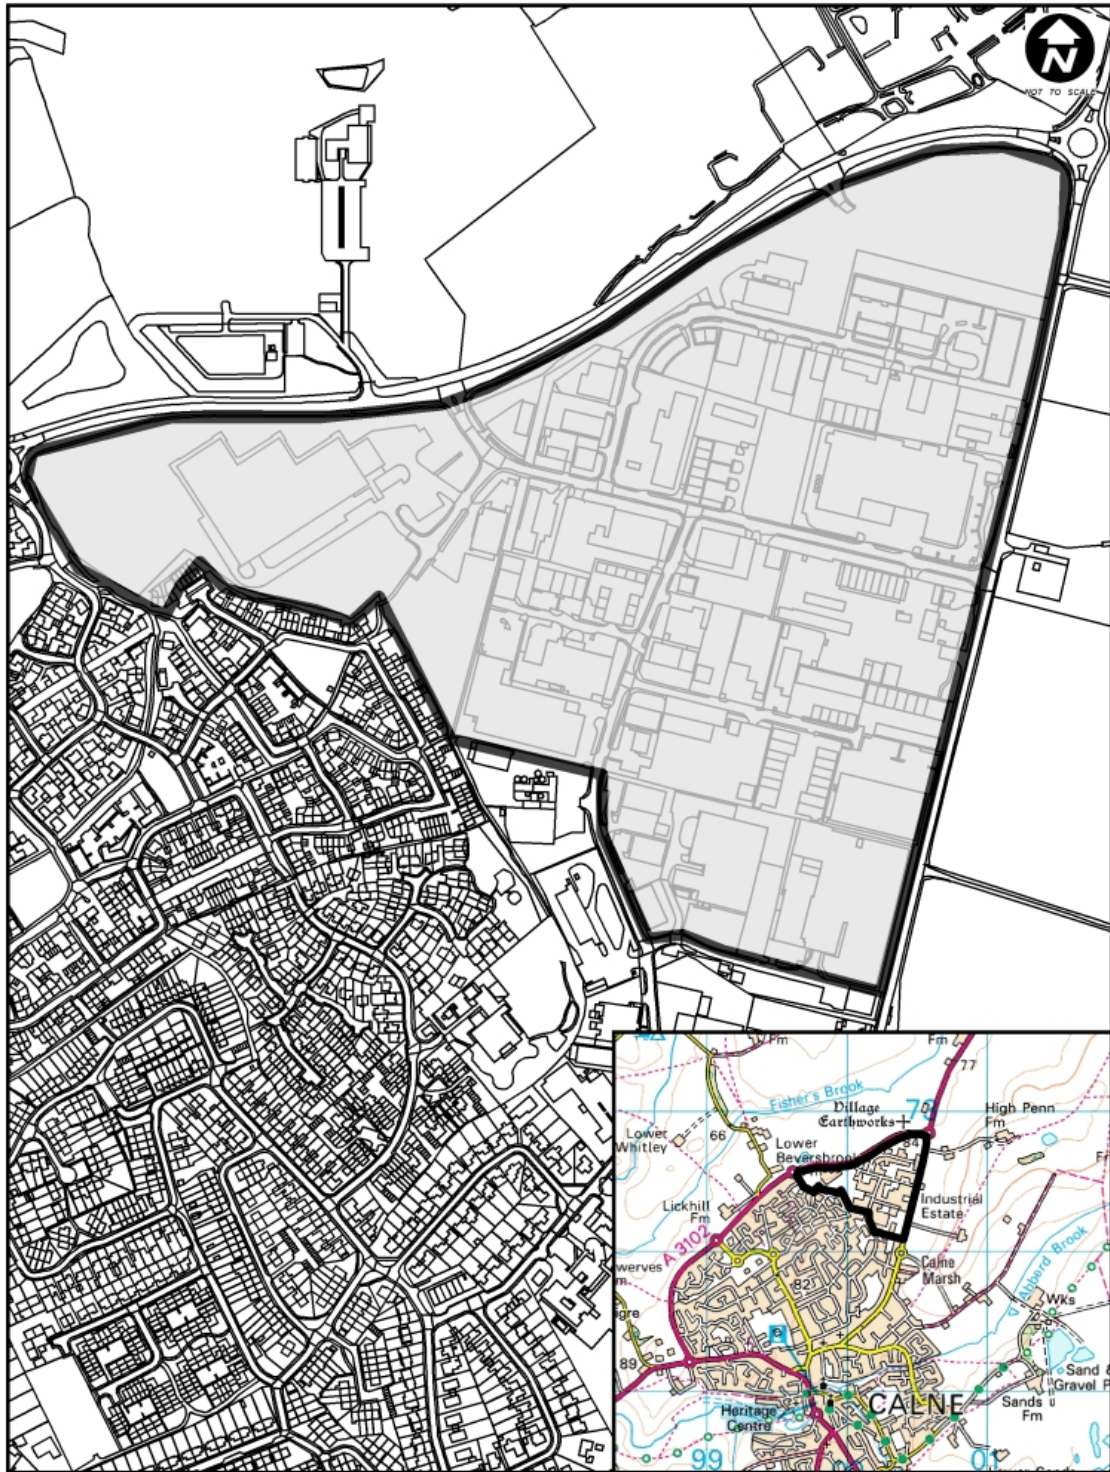 N
NOT TO SCALE
Fm
Fm
77
Fisher's Brook
Village
Earthworks
High Penn
Fm
Lower
Whitley
66
Lower
Beversbrook
84
Lickhill
Fm
Industrial
Estate
A 3102
Calne
Marsh
Abberd Brook
werves
m
82
Wks
igre
89
Sand &
Gravel P
Sands
Fm
CALNE
Heritage
Centre
99
01